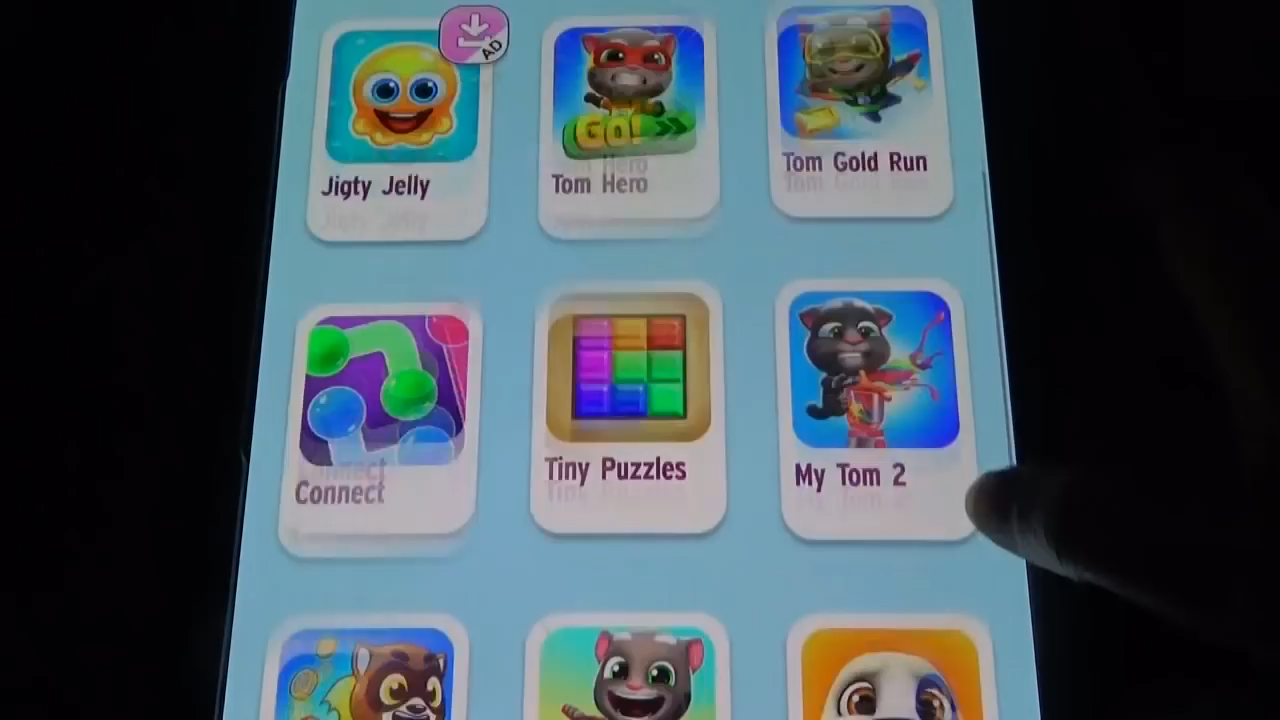 AD
Jigty Jelly
GO!
Tom Hero
Tom Gold Run
Connect
Tiny Puzzles
My Tom 2